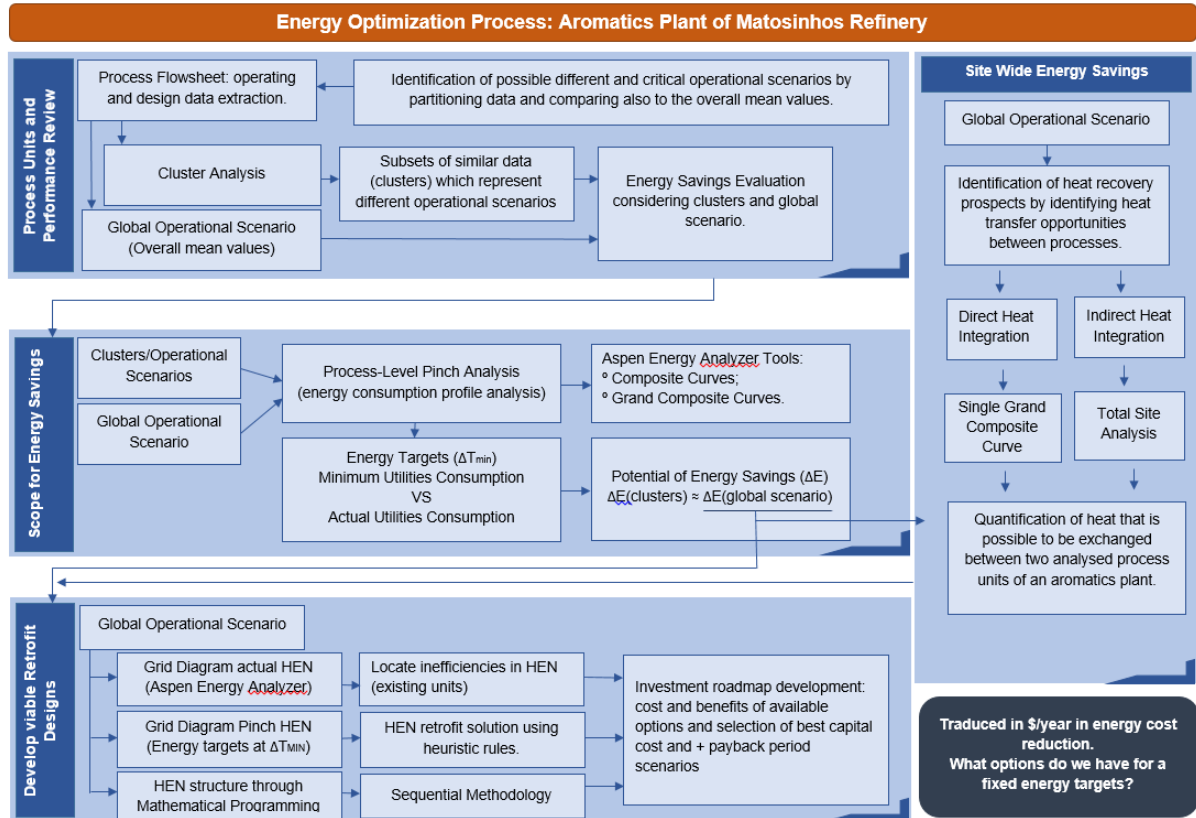 Energy Optimization Process: Aromatics Plant of Matosinhos Refinery
Process Units and
Performance Review
Process Flowsheet: operating
and design data extraction.
Identification of possible different and critical operational scenarios by
partitioning data and comparing also to the overall mean values.
Cluster Analysis
Subsets of similar data
(clusters) which represent
different operational scenarios
Energy Savings Evaluation
considering clusters and global
scenario.
Global Operational Scenario
(Overall mean values)
Scope for Energy Savings
Clusters/Operational
Scenarios
Global Operational
Scenario
Process-Level Pinch Analysis
(energy consumption profile analysis)
Aspen Energy Analyzer Tools:
º Composite Curves;
º Grand Composite Curves.
Energy Targets (ΔTmin)
Minimum Utilities Consumption
VS
Actual Utilities Consumption
Potential of Energy Savings (ΔE)
ΔE(clusters) ≈ ΔE(global scenario)
Develop viable Retrofit
Designs
Global Operational Scenario
Grid Diagram actual HEN
(Aspen Energy Analyzer)
Locate inefficiencies in HEN
(existing units)
Grid Diagram Pinch HEN
(Energy targets at ΔTMIN)
HEN retrofit solution using
heuristic rules.
HEN structure through
Mathematical Programming
Sequential Methodology
Investment roadmap development:
cost and benefits of available
options and selection of best capital
cost and + payback period
scenarios
Site Wide Energy Savings
Global Operational Scenario
Identification of heat recovery
prospects by identifying heat
transfer opportunities
between processes.
Direct Heat
Integration
Indirect Heat
Integration
Single Grand
Composite
Curve
Total Site
Analysis
Quantification of heat that is
possible to be exchanged
between two analysed process
units of an aromatics plant.
Traduced in $/year in energy cost
reduction.
What options do we have for a
fixed energy targets?